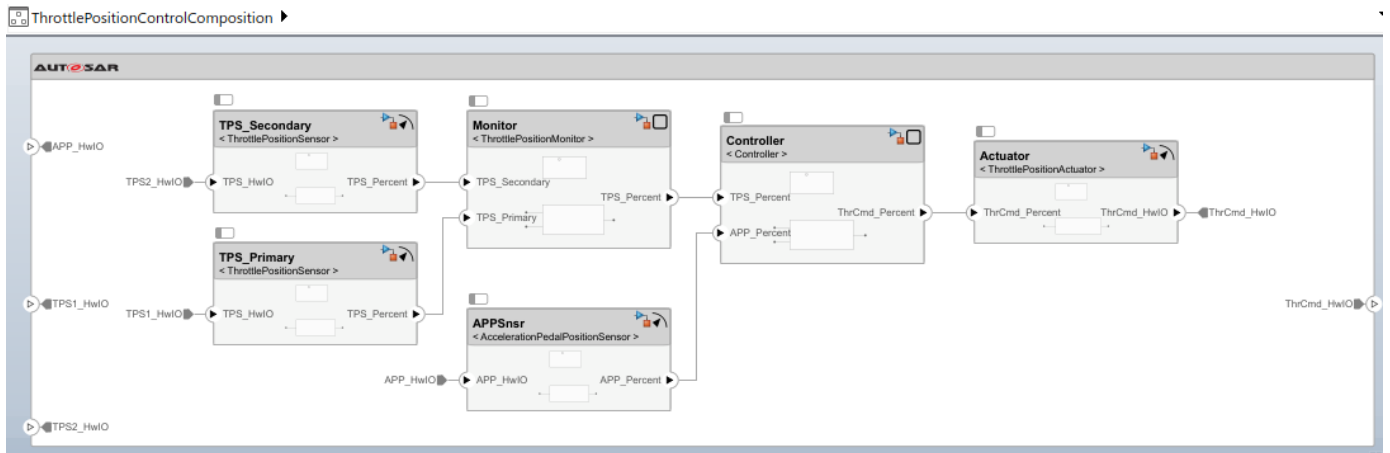 ThrottlePositionControlComposition
AUTOSAR
APP_HwIO
TPS1_HwIO
TPS2_HwIO
TPS2_HwIO
TPS_Secondary
< ThrottlePositionSensor >
TPS_HwIO
TPS_Percent
TPS1_HwIO
TPS_Primary
< ThrottlePositionSensor >
TPS_HwIO
TPS_Percent
Monitor
< ThrottlePositionMonitor >
TPS_Secondary
TPS_Percent
TPS_Primary
APP_HwIO
APPSnsr
< AccelerationPedalPositionSensor >
APP_HwIO
APP_Percent
Controller
< Controller >
TPS_Percent
ThrCmd_Percent
APP_Percent
Actuator
< ThrottlePositionActuator >
ThrCmd_Percent
ThrCmd_HwIO
ThrCmd_HwIO
ThrCmd_HwIO